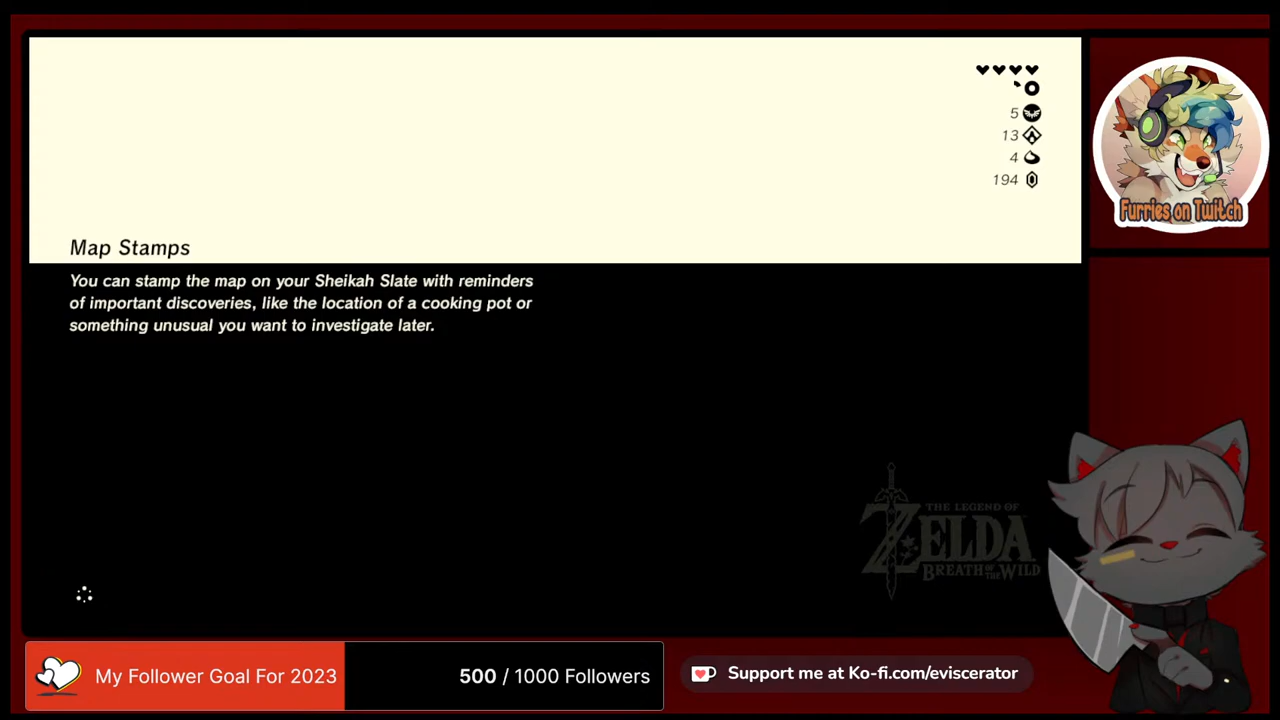 5
13
4
194
Map Stamps
You can stamp the map on your Sheikah Slate with reminders
of important discoveries, like the location of a cooking pot or
something unusual you want to investigate later.
Furries on Twitch
THE LEGEND OF
ZELDA
BREATH OF THE WILD
My Follower Goal For 2023
500 / 1000 Followers
Support me at Ko-fi.com/eviscerator